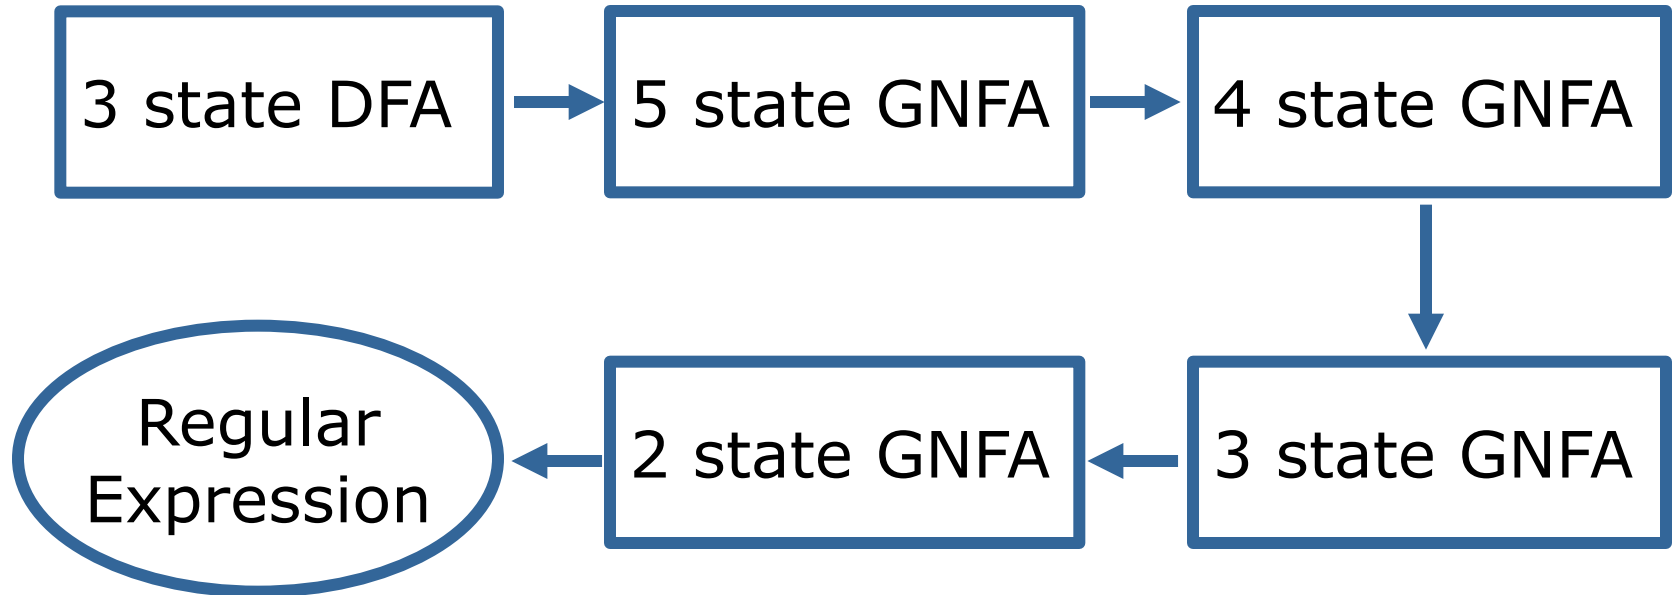 3 state DFA
5 state GNFA
4 state GNFA
3 state GNFA
2 state GNFA
Regular
Expression